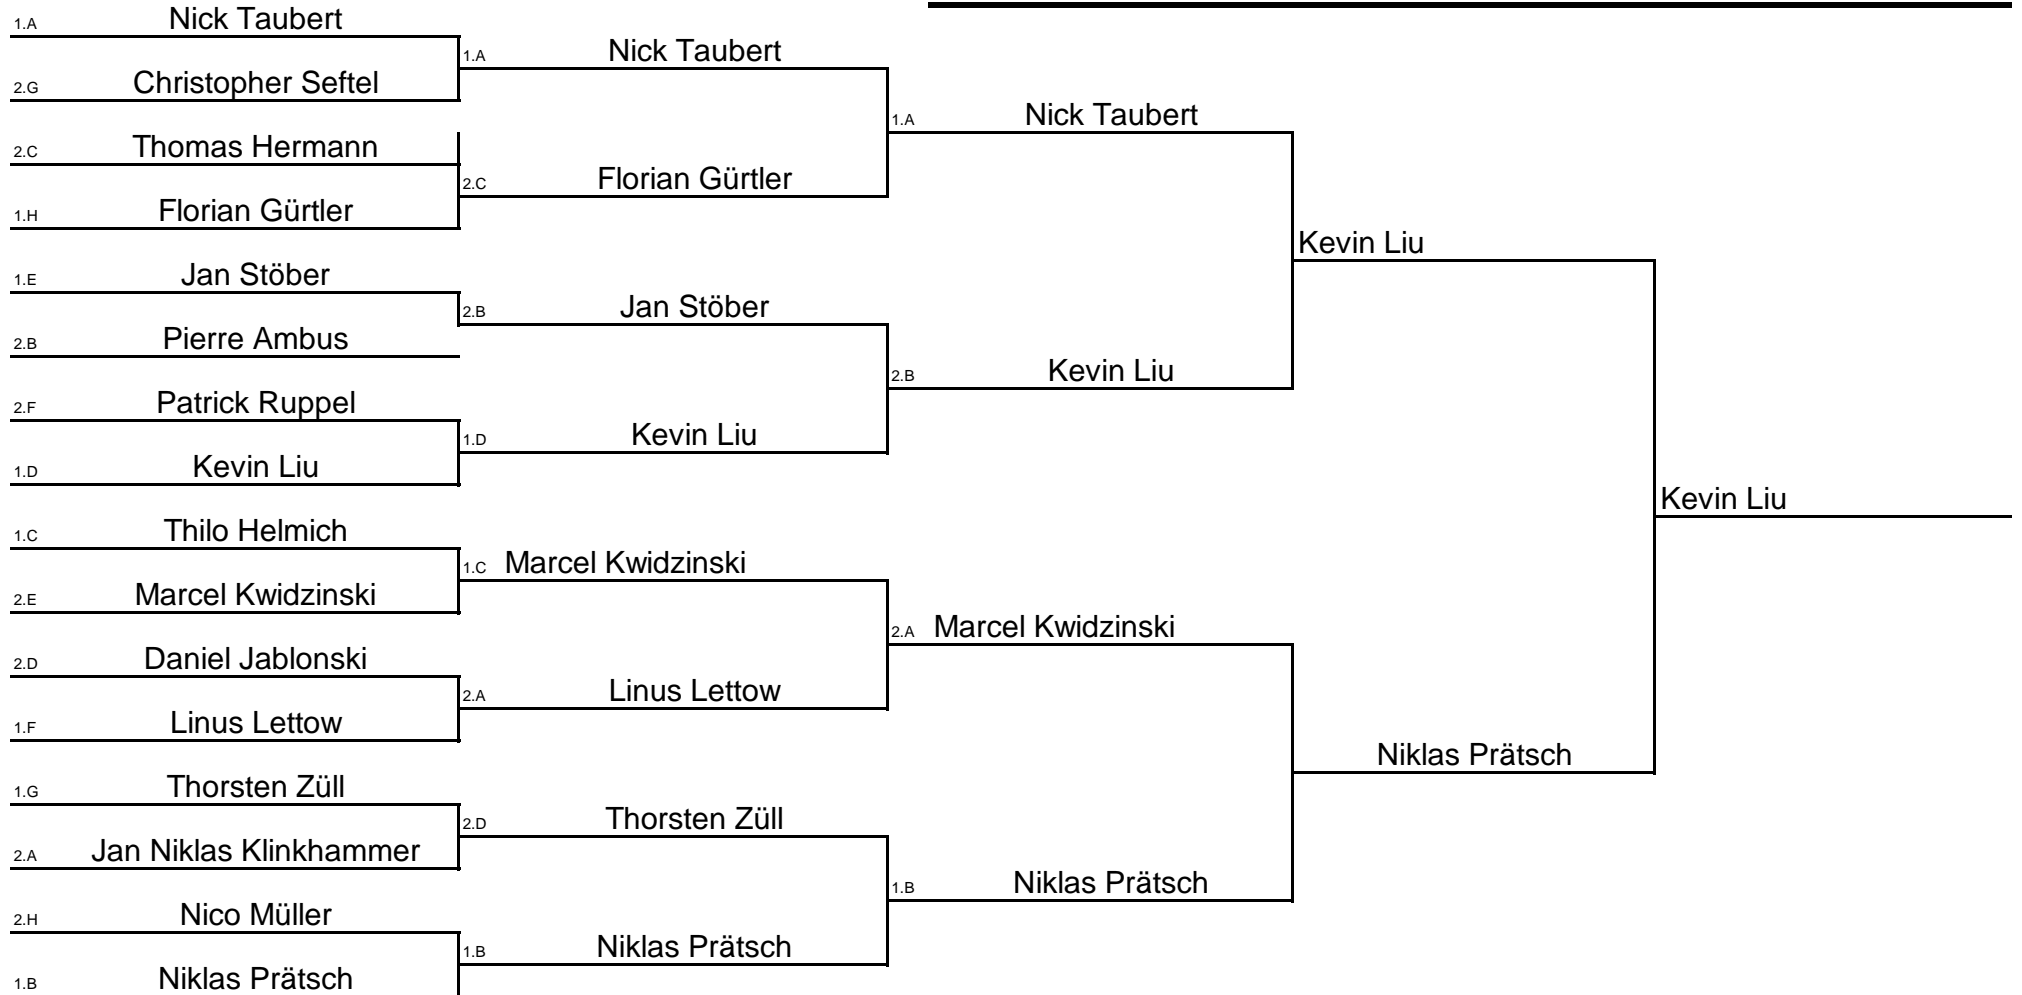 1.A Nick Taubert
2.G Christopher Seftel
2.C Thomas Hermann
1.H Florian Gürtler
1.E Jan Stöber
2.B Pierre Ambus
2.F Patrick Ruppel
1.D Kevin Liu
1.C Thilo Helmich
2.E Marcel Kwidzinski
2.D Daniel Jablonski
1.F Linus Lettow
1.G Thorsten Züll
2.A Jan Niklas Klinkhammer
2.H Nico Müller
1.B Niklas Prätsch
1.A Nick Taubert
2.C Florian Gürtler
2.B Jan Stöber
1.D Kevin Liu
1.C Marcel Kwidzinski
2.A Linus Lettow
2.D Thorsten Züll
1.B Niklas Prätsch
1.A Nick Taubert
2.B Kevin Liu
2.A Marcel Kwidzinski
1.B Niklas Prätsch
Kevin Liu
Niklas Prätsch
Kevin Liu